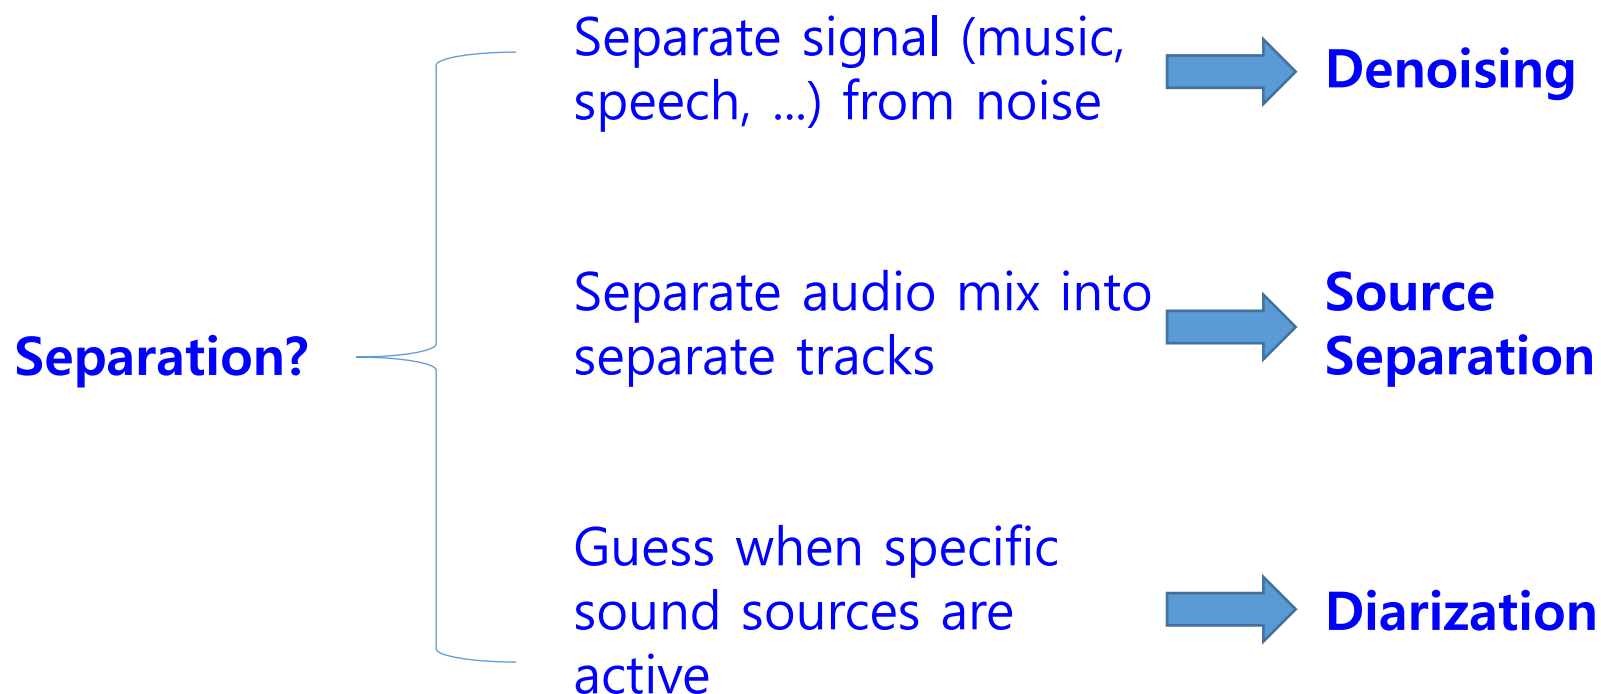 Separation?
Separate signal (music,
speech, ...) from noise
Denoising
Separate audio mix into
separate tracks
Source
Separation
Guess when specific
sound sources are
active
Diarization